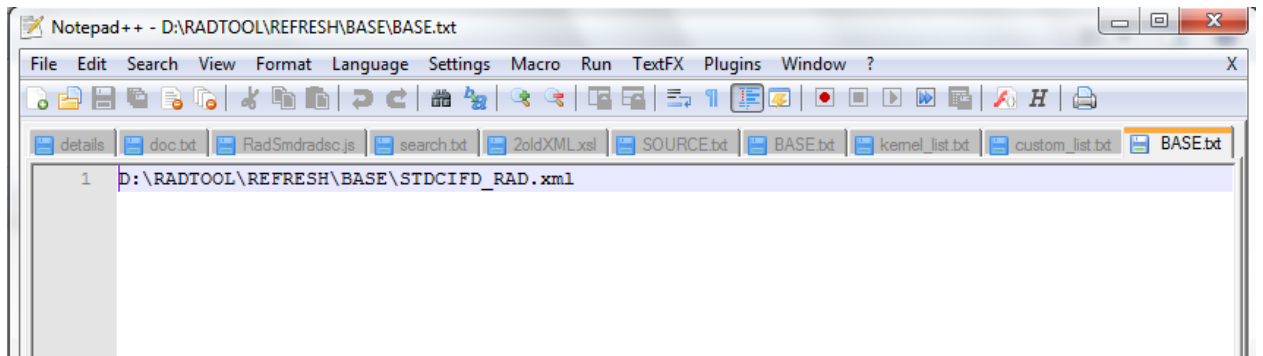 Notepad++ - D:\RADTOOL\REFRESH\BASE\BASE.txt
File Edit Search View Format Language Settings Macro Run TextFX Plugins Window ? X
details doc.txt RadSmdradsc.js search.txt 2oldXML.xsl SOURCE.txt BASE.txt kernel_list.txt custom_list.txt BASE.txt
1 D:\RADTOOL\REFRESH\BASE\STDCIFD_RAD.xml